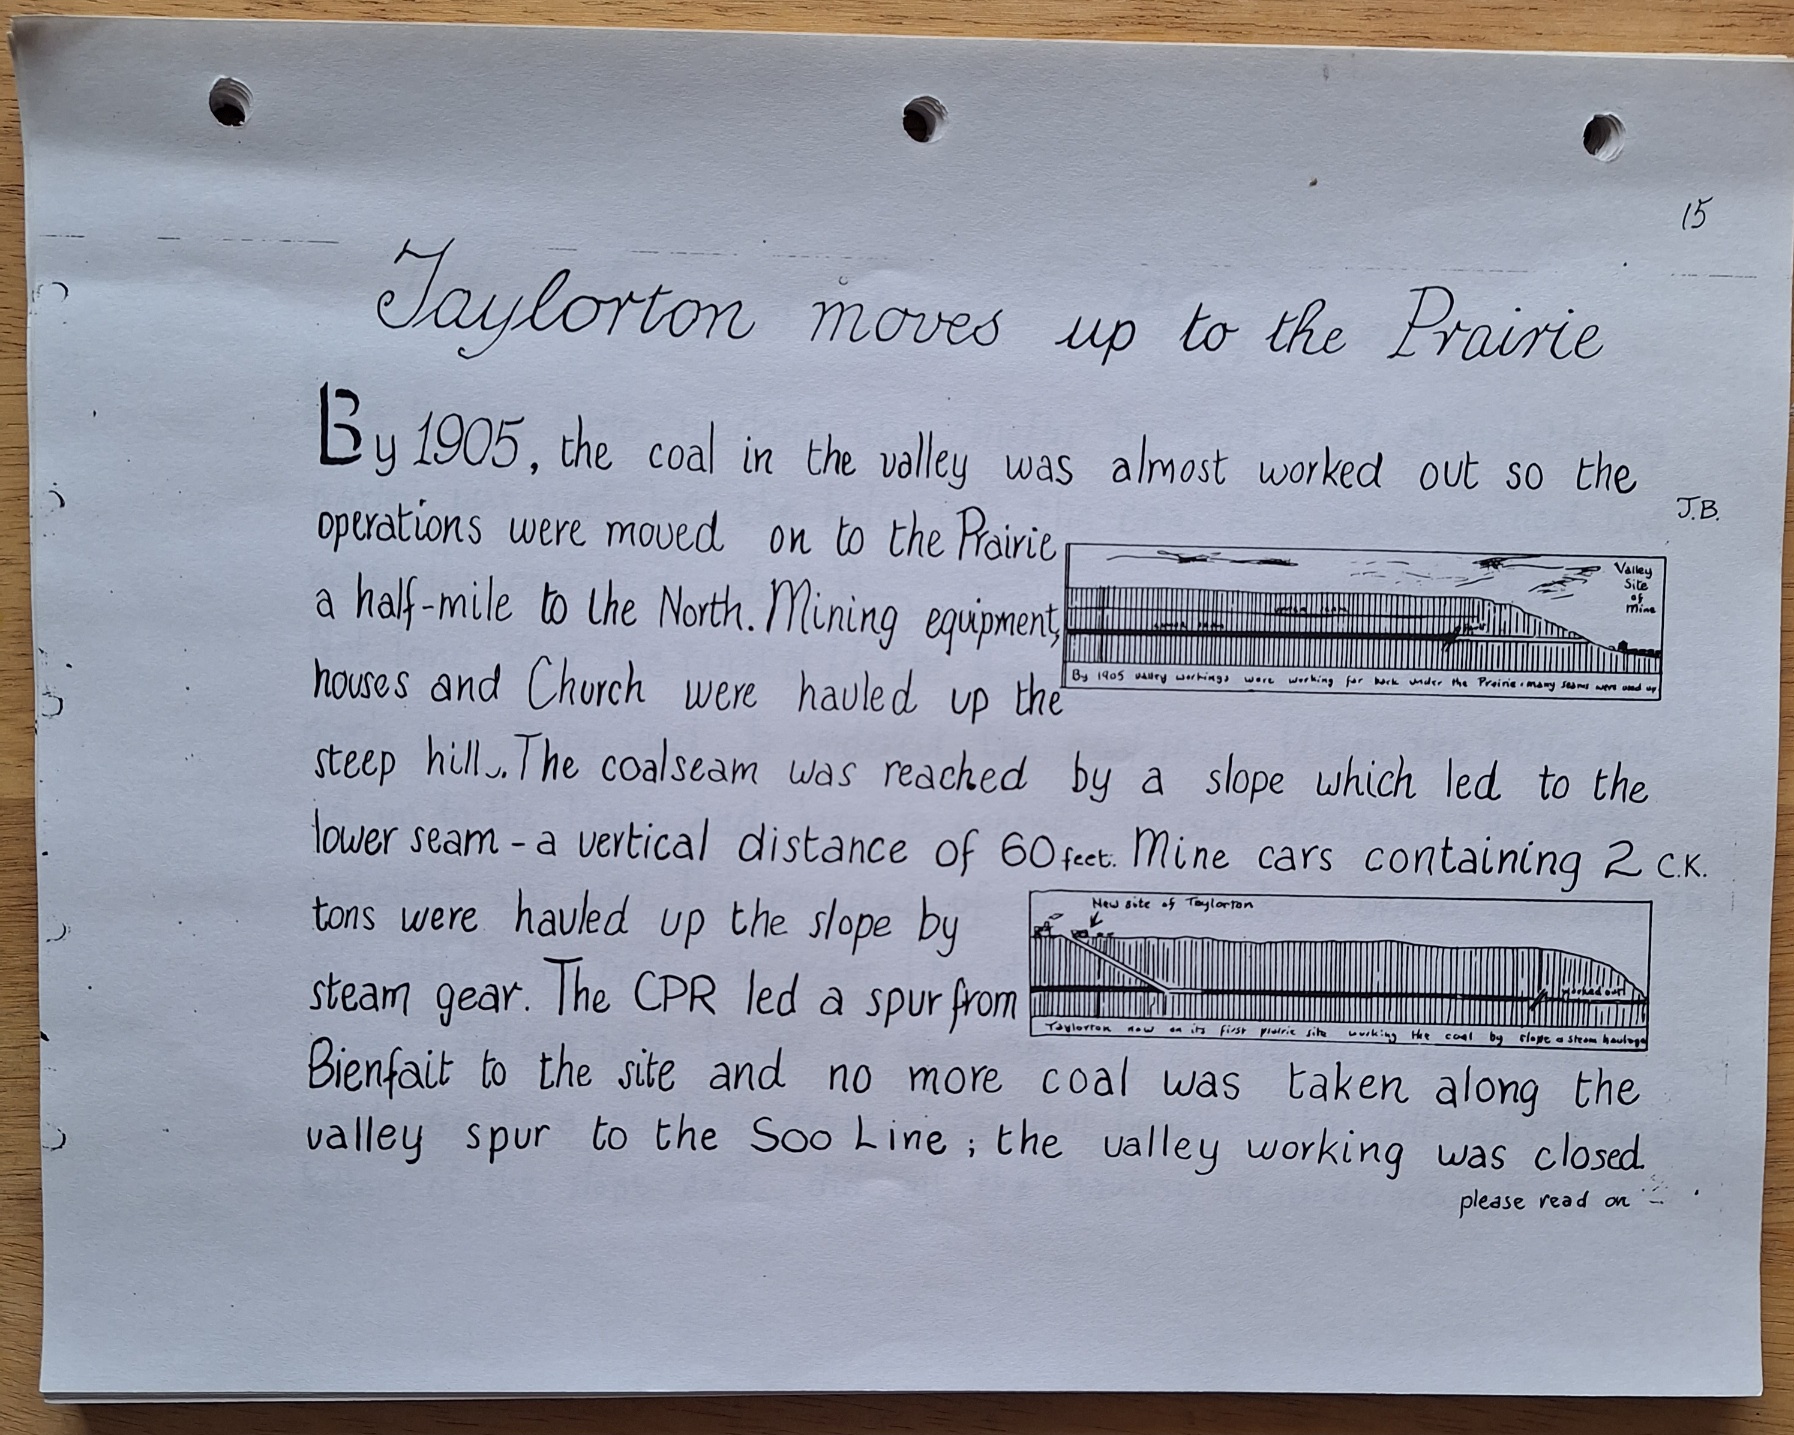 15
Taylorton moves up to the Prairie
By 1905, the coal in the valley was almost worked out so the
J.B.
operations were moved on to the Prairie
a half-mile to the North. Mining equipment,
houses and Church were hauled up the
Valley
Site
of
Mine
By 1905 valley workings were working far back under the Prairie. many seams were used up
steep hill. The coalseam was reached by a slope which led to the
lower seam - a vertical distance of 60 feet. Mine cars containing 2 C.K.
tons were hauled up the slope by
steam gear. The CPR led a spur from
New site of Taylorton
worked out
Taylorton now on its first prairie site working the coal by slope & steam haulage
Bienfait to the site and no more coal was taken along the
valley spur to the Soo Line ; the valley working was closed.
please read on